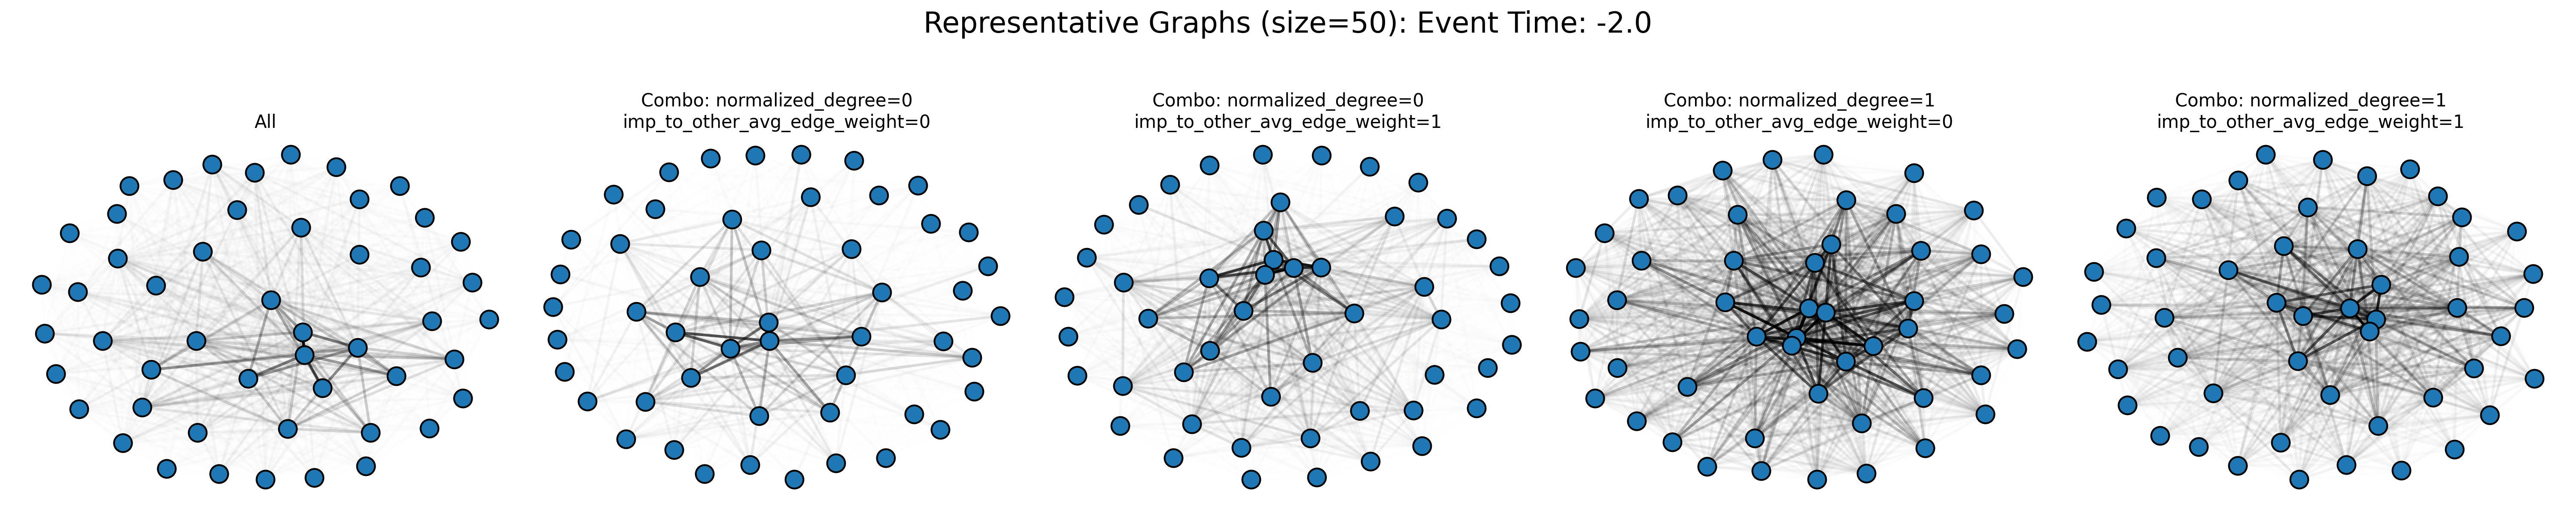 Representative Graphs (size=50): Event Time: -2.0
All
Combo: normalized_degree=0
imp_to_other_avg_edge_weight=0
Combo: normalized_degree=0
imp_to_other_avg_edge_weight=1
Combo: normalized_degree=1
imp_to_other_avg_edge_weight=0
Combo: normalized_degree=1
imp_to_other_avg_edge_weight=1